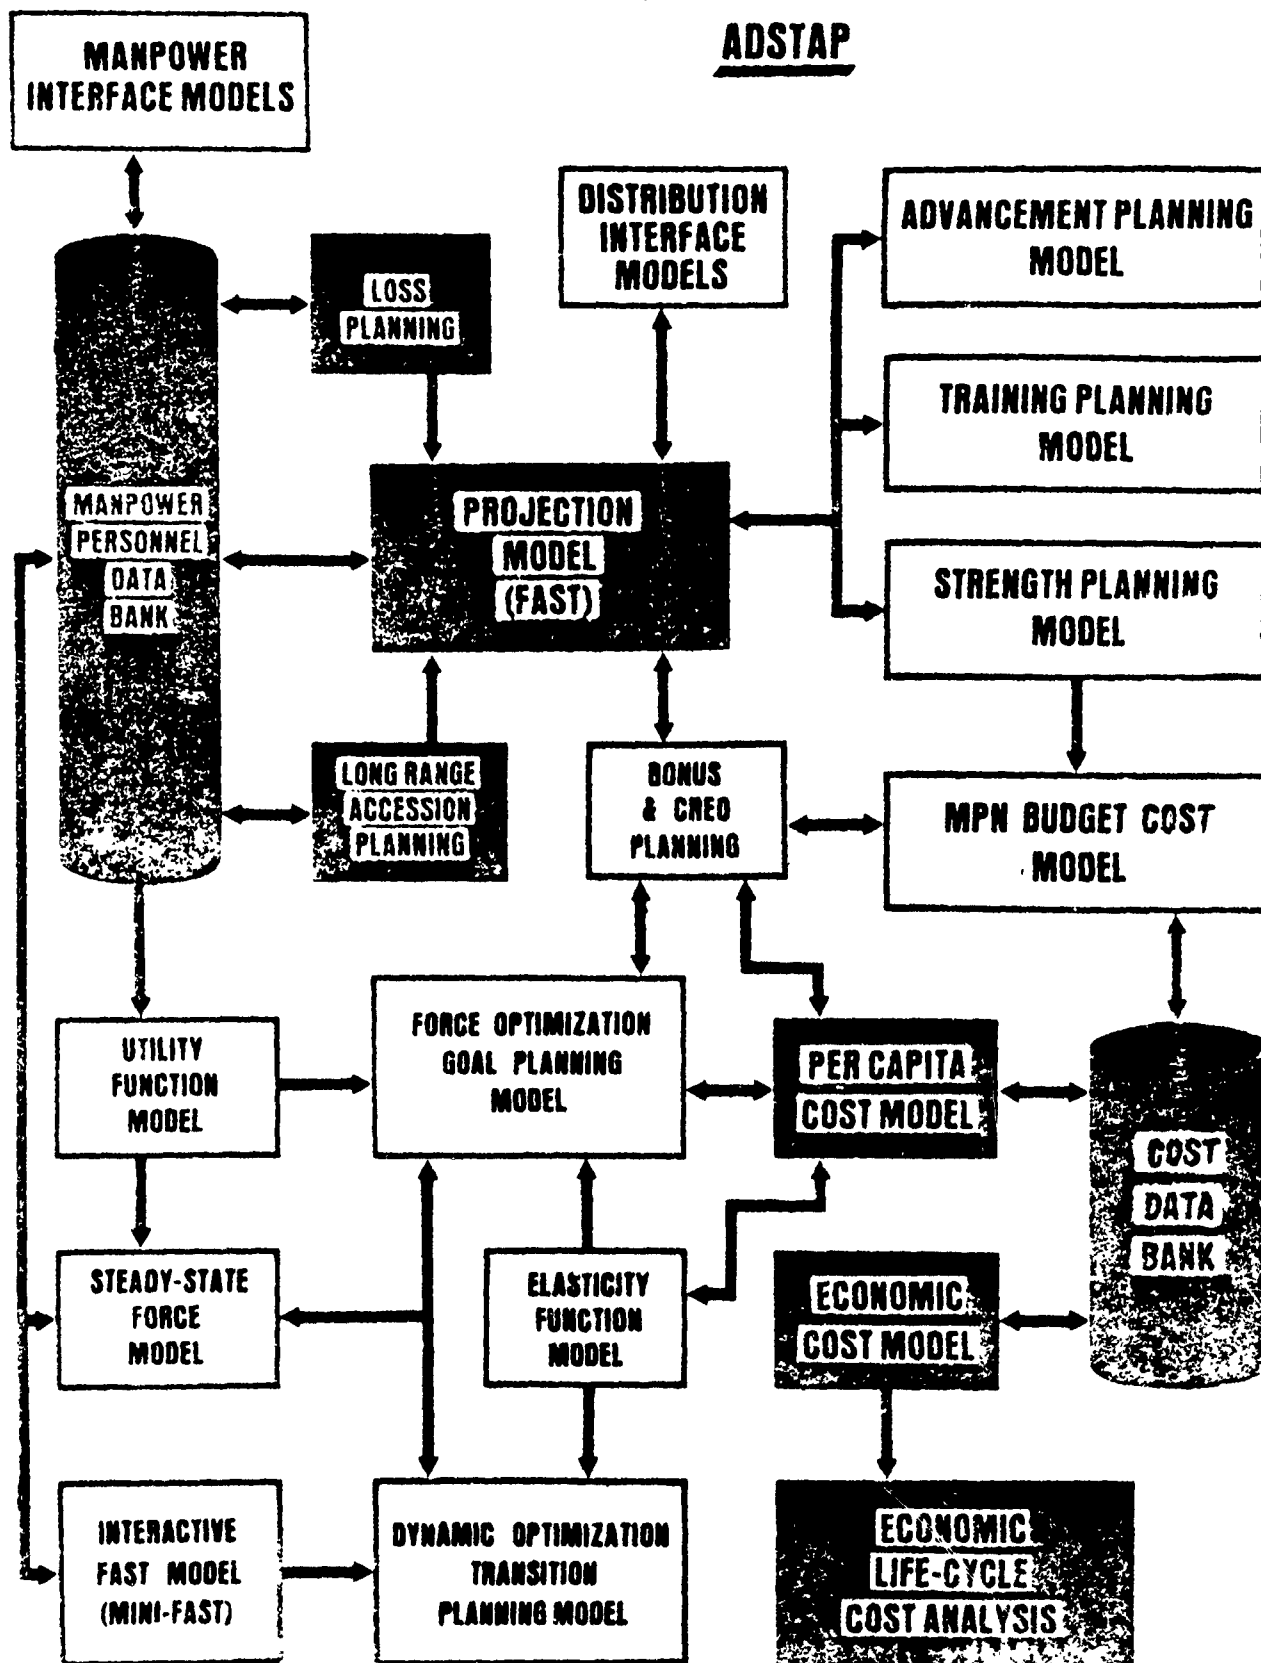 ADSTAP
MANPOWER
INTERFACE MODELS
DISTRIBUTION
INTERFACE
MODELS
ADVANCEMENT PLANNING
MODEL
LOSS
PLANNING
TRAINING PLANNING
MODEL
MANPOWER
PERSONNEL
DATA
BANK
PROJECTION
MODEL
(FAST)
STRENGTH PLANNING
MODEL
LONG RANGE
ACCESSION
PLANNING
BONUS
& CREO
PLANNING
MPN BUDGET COST
MODEL
UTILITY
FUNCTION
MODEL
FORCE OPTIMIZATION
GOAL PLANNING
MODEL
PER CAPITA
COST MODEL
COST
DATA
BANK
STEADY-STATE
FORCE
MODEL
ELASTICITY
FUNCTION
MODEL
ECONOMIC
COST MODEL
INTERACTIVE
FAST MODEL
(MINI-FAST)
DYNAMIC OPTIMIZATION
TRANSITION
PLANNING MODEL
ECONOMIC
LIFE-CYCLE
COST ANALYSIS